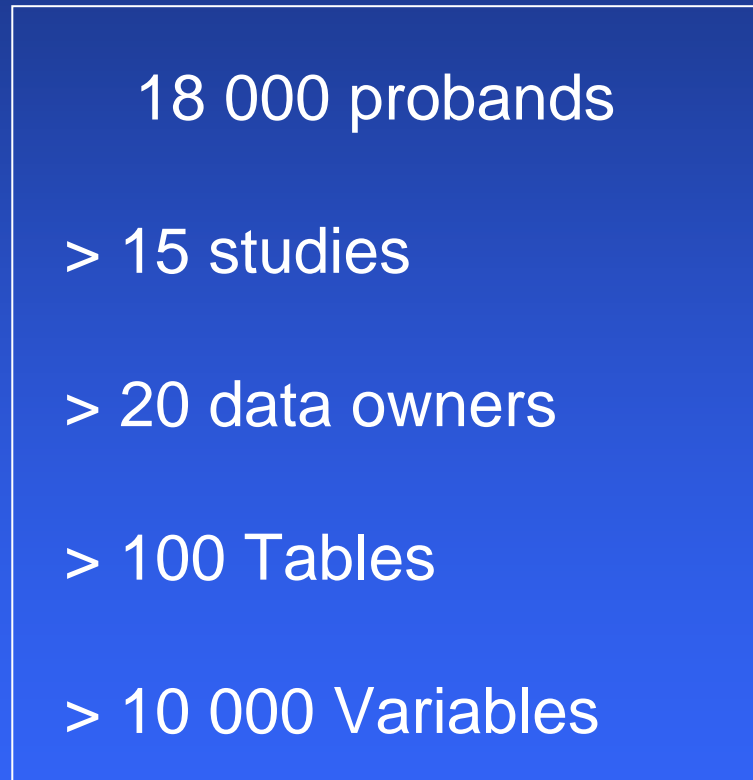 18 000 probands
> 15 studies
> 20 data owners
> 100 Tables
> 10 000 Variables